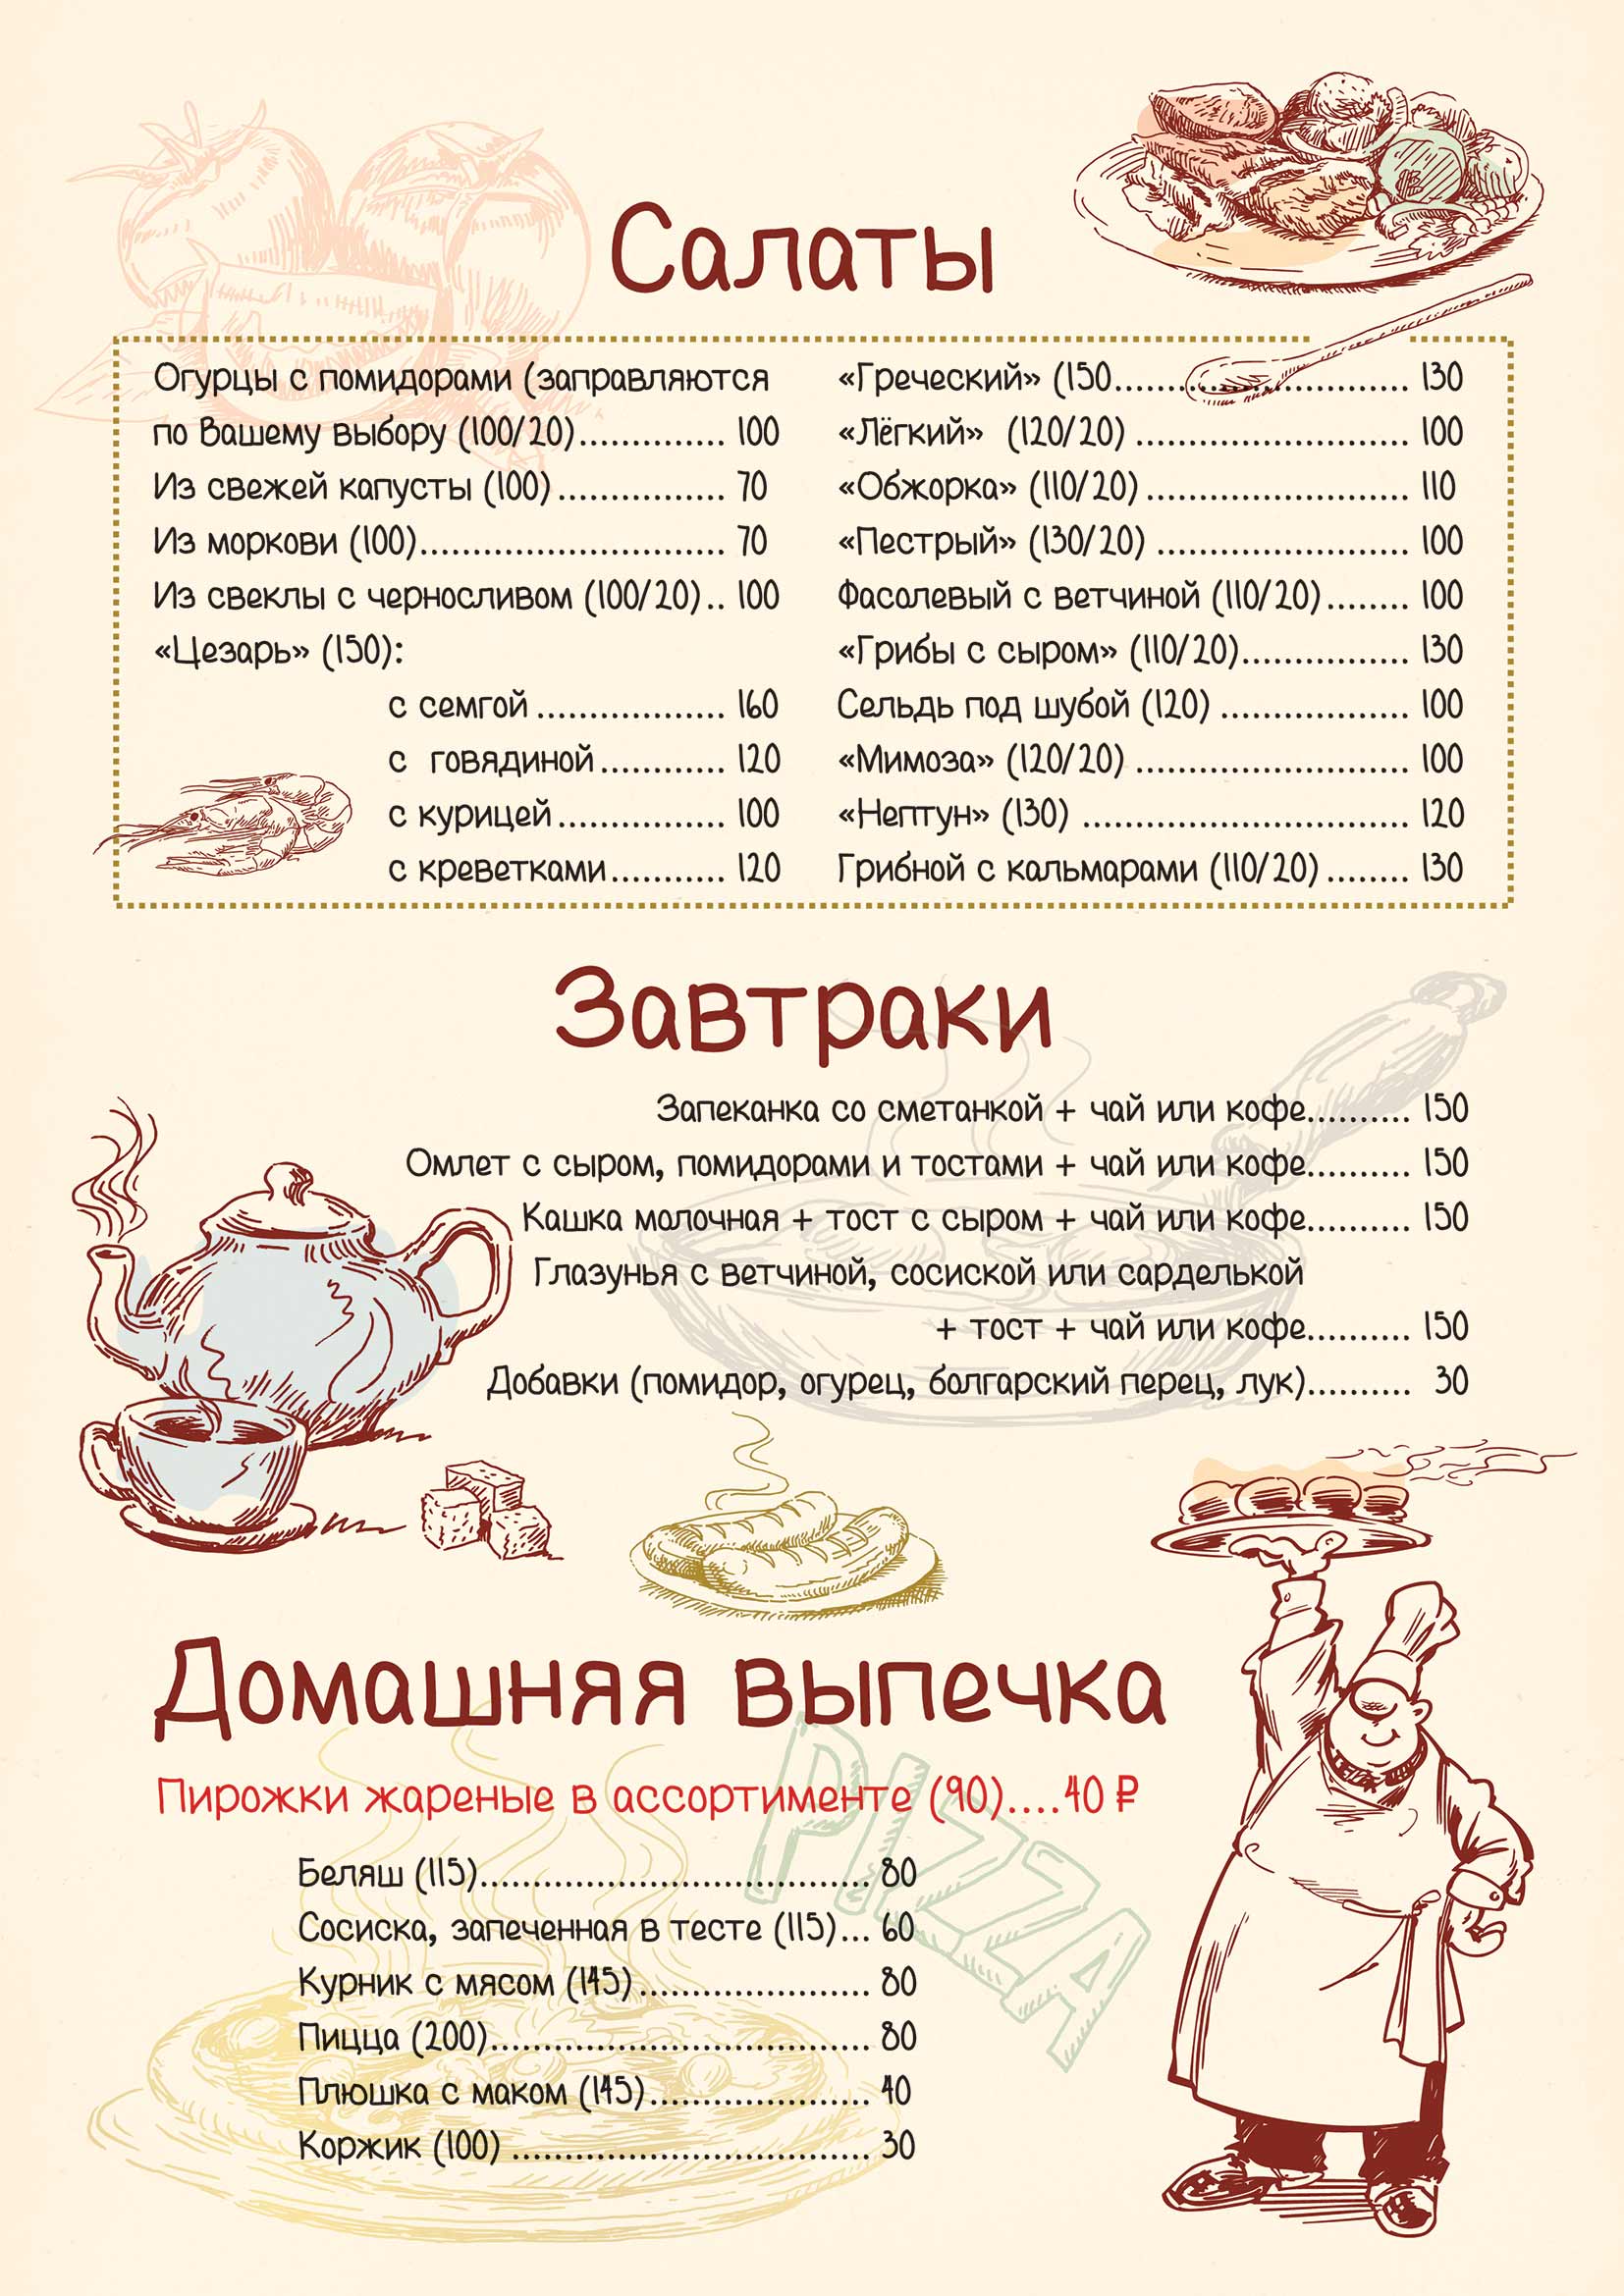 Салаты
Огурцы с помидорами (заправляются
по Вашему выбору (100/20)............. 100
Из свежей капусты (100)............... 70
Из моркови (100)............................ 70
Из свеклы с черносливом (100/20).. 100
«Цезарь» (150):
с семгой ................. 160
с говядиной ............ 120
с курицей ............... 100
с креветками........... 120
«Греческий» (150........................... 130
«Лёгкий» (120/20) ......................... 100
«Обжорка» (110/20) ........................ 110
«Пестрый» (130/20) ....................... 100
Фасолевый с ветчиной (110/20)........ 100
«Грибы с сыром» (110/20)............... 130
Сельдь под шубой (120) ................. 100
«Мимоза» (120/20) ......................... 100
«Нептун» (130) .............................. 120
Грибной с кальмарами (110/20)........ 130
Завтраки
Запеканка со сметанкой + чай или кофе.......... 150
Омлет с сыром, помидорами и тостами + чай или кофе.......... 150
Кашка молочная + тост с сыром + чай или кофе.......... 150
Глазунья с ветчиной, сосиской или сарделькой
+ тост + чай или кофе.......... 150
Добавки (помидор, огурец, болгарский перец, лук).......... 30
Домашняя выпечка
PIZZA
Пирожки жареные в ассортименте (90)....40 ₽
Беляш (115)..................................... 80
Сосиска, запеченная в тесте (115)... 60
Курник с мясом (145)...................... 80
Пицца (200).................................... 80
Плюшка с маком (145)..................... 40
Коржик (100) .................................. 30